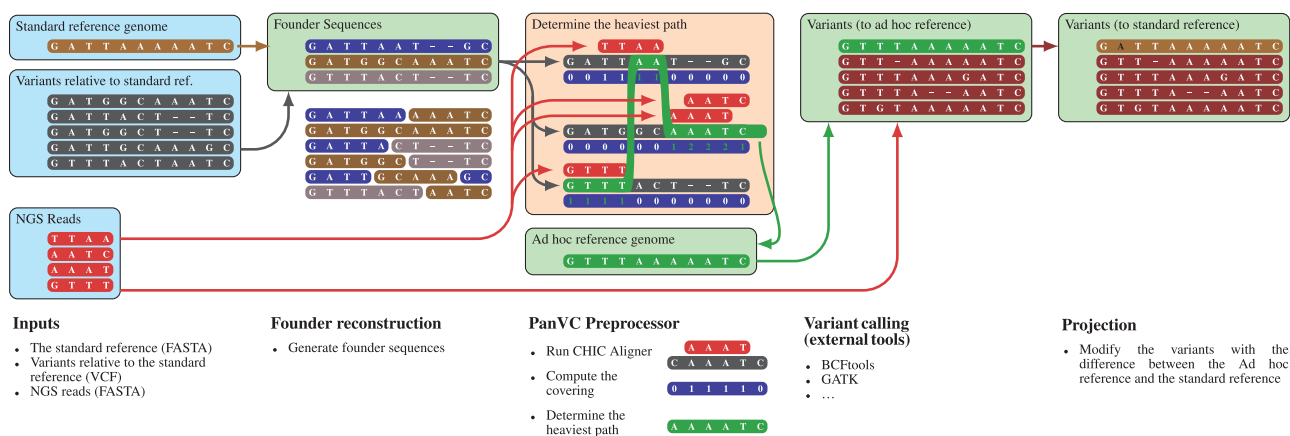 Standard reference genome
G A T T A A A A A T C
Variants relative to standard ref.
G A T G G C A A A T C
G A T T A C T – – T C
G A T G G C T – – T C
G A T T G C A A A G C
G T T T A C T A A T C
NGS Reads
T T A A
A A T C
A A A T
G T T T
Founder Sequences
G A T T A A T – – G C
G A T G G C A A A T C
G T T T A C T – – T C
G A T T A A A A A T C
G A T G G C A A A T C
G A T T A C T – – T C
G A T G G C T – – T C
G A T T G C A A A G C
G T T T A C T A A T C
Determine the heaviest path
T T A A
G A T T A A T – – G C
0 0 1 1 1 1 0 0 0 0 0
A A T C
A A A T
G A T G G C A A A T C
0 0 0 0 0 0 1 2 2 2 1
G T T T
G T T T A C T – – T C
1 1 1 1 0 0 0 0 0 0 0
Ad hoc reference genome
G T T T A A A A A T C
Variants (to ad hoc reference)
G T T T A A A A A T C
G T T – A A A A A T C
G T T T A A A G A T C
G T T T A – – A A T C
G T G T A A A A A T C
Variants (to standard reference)
G A T T A A A A A T C
G T T – A A A A A T C
G T T T A A A G A T C
G T T T A – – A A T C
G T G T A A A A A T C
Inputs
• The standard reference (FASTA)
• Variants relative to the standard
reference (VCF)
• NGS reads (FASTA)
Founder reconstruction
• Generate founder sequences
PanVC Preprocessor
• Run CHIC Aligner
A A A T
C A A A T C
• Compute the
covering
0 1 1 1 1 0
• Determine the
heaviest path
A A A A T C
Variant calling
(external tools)
• BCFtools
• GATK
• ...
Projection
• Modify the variants with the
difference between the Ad hoc
reference and the standard reference